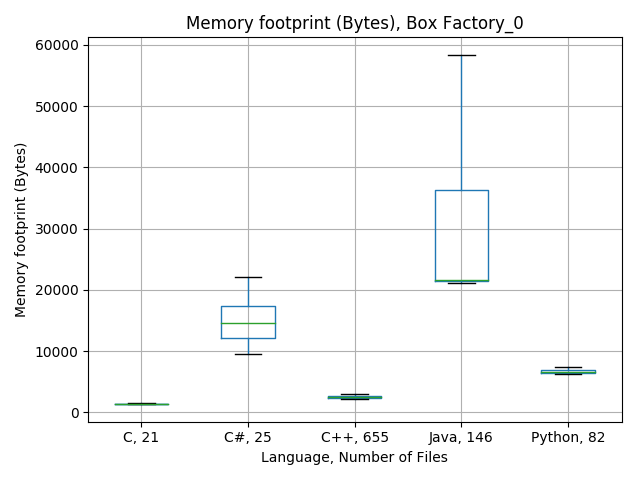 Memory footprint (Bytes), Box Factory_0
60000
50000
40000
30000
20000
10000
0
Memory footprint (Bytes)
C, 21
C#, 25
C++, 655
Java, 146
Python, 82
Language, Number of Files